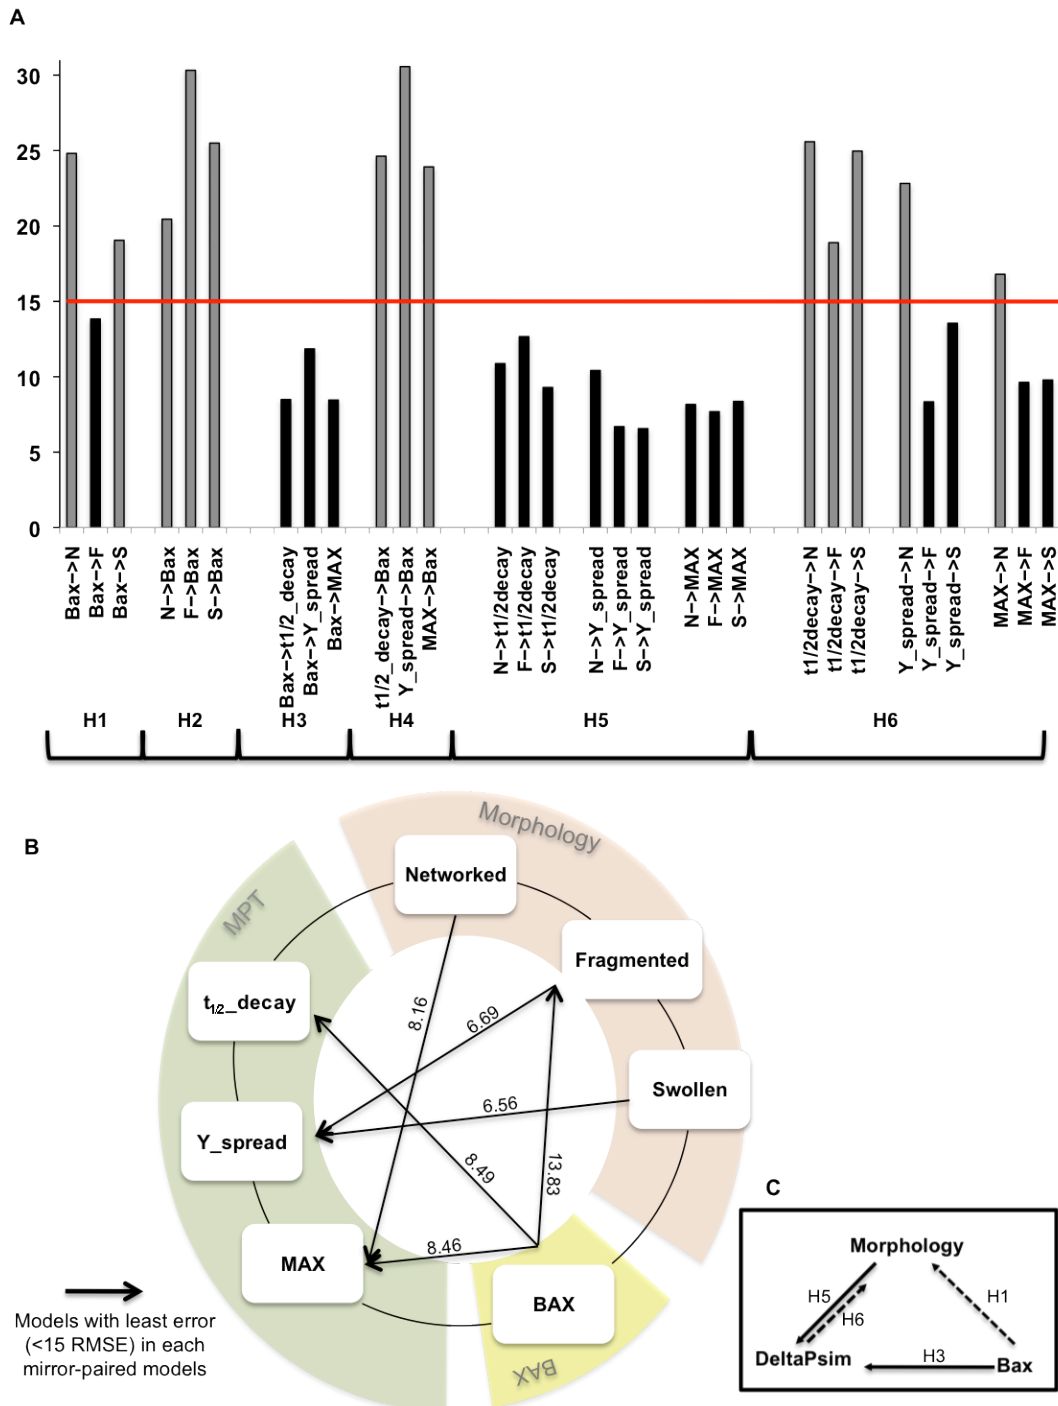 A
30
25
20
15
10
5
0
Bax->N
Bax->F
Bax->S
N->Bax
F->Bax
S->Bax
Bax->t1/2_decay
Bax->Y_spread
Bax->MAX
t1/2_decay->Bax
Y_spread->Bax
MAX->Bax
N->t1/2decay
F->t1/2decay
S->t1/2decay
N->Y_spread
F->Y_spread
S->Y_spread
N->MAX
F->MAX
S->MAX
t1/2decay->N
t1/2decay->F
t1/2decay->S
Y_spread->N
Y_spread->F
Y_spread->S
MAX->N
MAX->F
MAX->S
H1 H2 H3 H4 H5 H6
B
Morphology
MPT
Networked
Fragmented
t1/2_decay
Swollen
Y_spread
MAX
BAX
BAX
8.16
6.69
6.56
8.49
13.83
8.46
Models with least error
(<15 RMSE) in each
mirror-paired models
C
Morphology
H5
H6
H1
DeltaPsim
H3
Bax